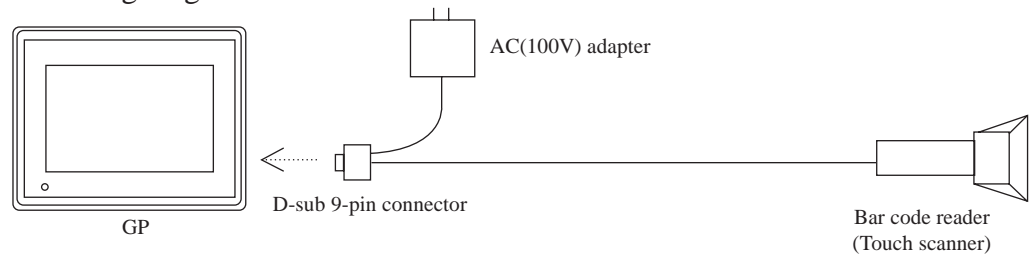 AC(100V) adapter
D-sub 9-pin connector
GP
Bar code reader
(Touch scanner)